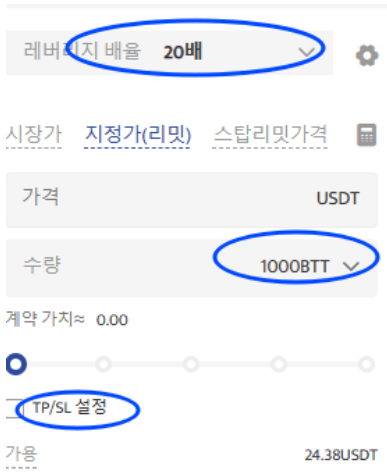 레버리지 배율 20배
시장가 지정가(리밋) 스탑리밋가격
가격 USDT
수량 1000BTT
계약 가치≈ 0.00
TP/SL 설정
가용 24.38USDT